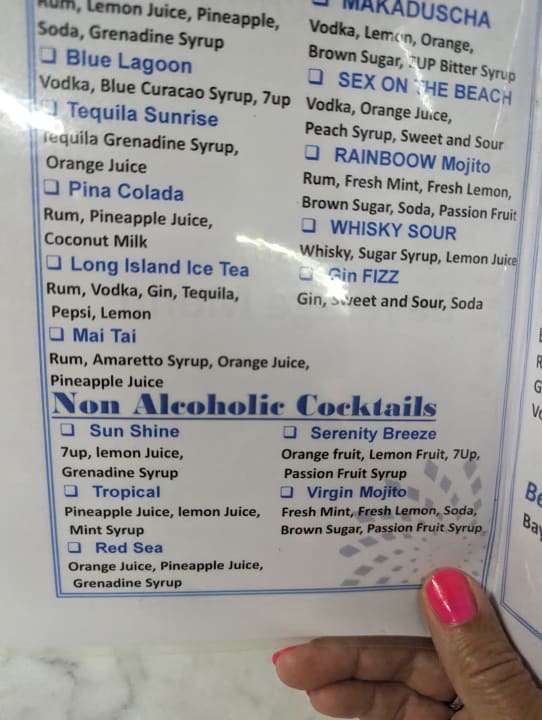 Rum, Lemon Juice, Pineapple,
Soda, Grenadine Syrup
Blue Lagoon
Vodka, Blue Curacao Syrup, 7up
Tequila Sunrise
Tequila Grenadine Syrup,
Orange Juice
Pina Colada
Rum, Pineapple Juice,
Coconut Milk
Long Island Ice Tea
Rum, Vodka, Gin, Tequila,
Pepsi, Lemon
Mai Tai
Rum, Amaretto Syrup, Orange Juice,
Pineapple Juice
MAKADUSCHA
Vodka, Lemon, Orange,
Brown Sugar, 7UP Bitter Syrup
SEX ON THE BEACH
Vodka, Orange Juice,
Peach Syrup, Sweet and Sour
RAINBOOW Mojito
Rum, Fresh Mint, Fresh Lemon,
Brown Sugar, Soda, Passion Fruit
WHISKY SOUR
Whisky, Sugar Syrup, Lemon Juice
Gin FIZZ
Gin, Sweet and Sour, Soda
Non Alcoholic Cocktails
Sun Shine
7up, lemon Juice,
Grenadine Syrup
Tropical
Pineapple Juice, lemon Juice,
Mint Syrup
Red Sea
Orange Juice, Pineapple Juice,
Grenadine Syrup
Serenity Breeze
Orange fruit, Lemon Fruit, 7Up,
Passion Fruit Syrup
Virgin Mojito
Fresh Mint, Fresh Lemon, Soda,
Brown Sugar, Passion Fruit Syrup